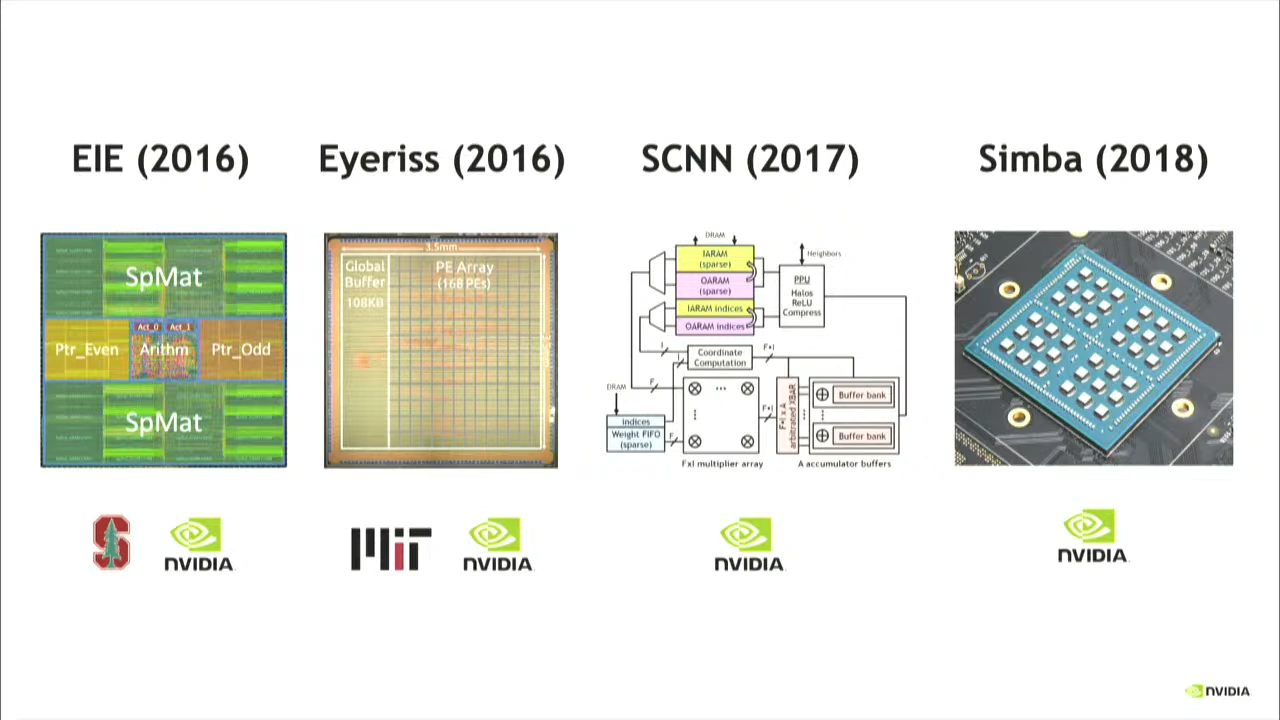 EIE (2016)
Eyeriss (2016)
SCNN (2017)
Simba (2018)
SpMat
Act_0 Act_1
Ptr_Even Arithm Ptr_Odd
SpMat
3.5mm
Global
Buffer
108KB
PE Array
(168 PEs)
DRAM
IARAM
(sparse)
OARAM
(sparse)
IARAM indices
OARAM indices
Neighbors
PPU
Halos
ReLU
Compress
I
I
Coordinate
Computation
F*I
DRAM
F
indices
Weight FIFO
(sparse)
F
F*I
F*I x A
arbitrated XBAR
Buffer bank
Buffer bank
FxI multiplier array
A accumulator buffers
S
NVIDIA
MIT
NVIDIA
NVIDIA
NVIDIA
NVIDIA